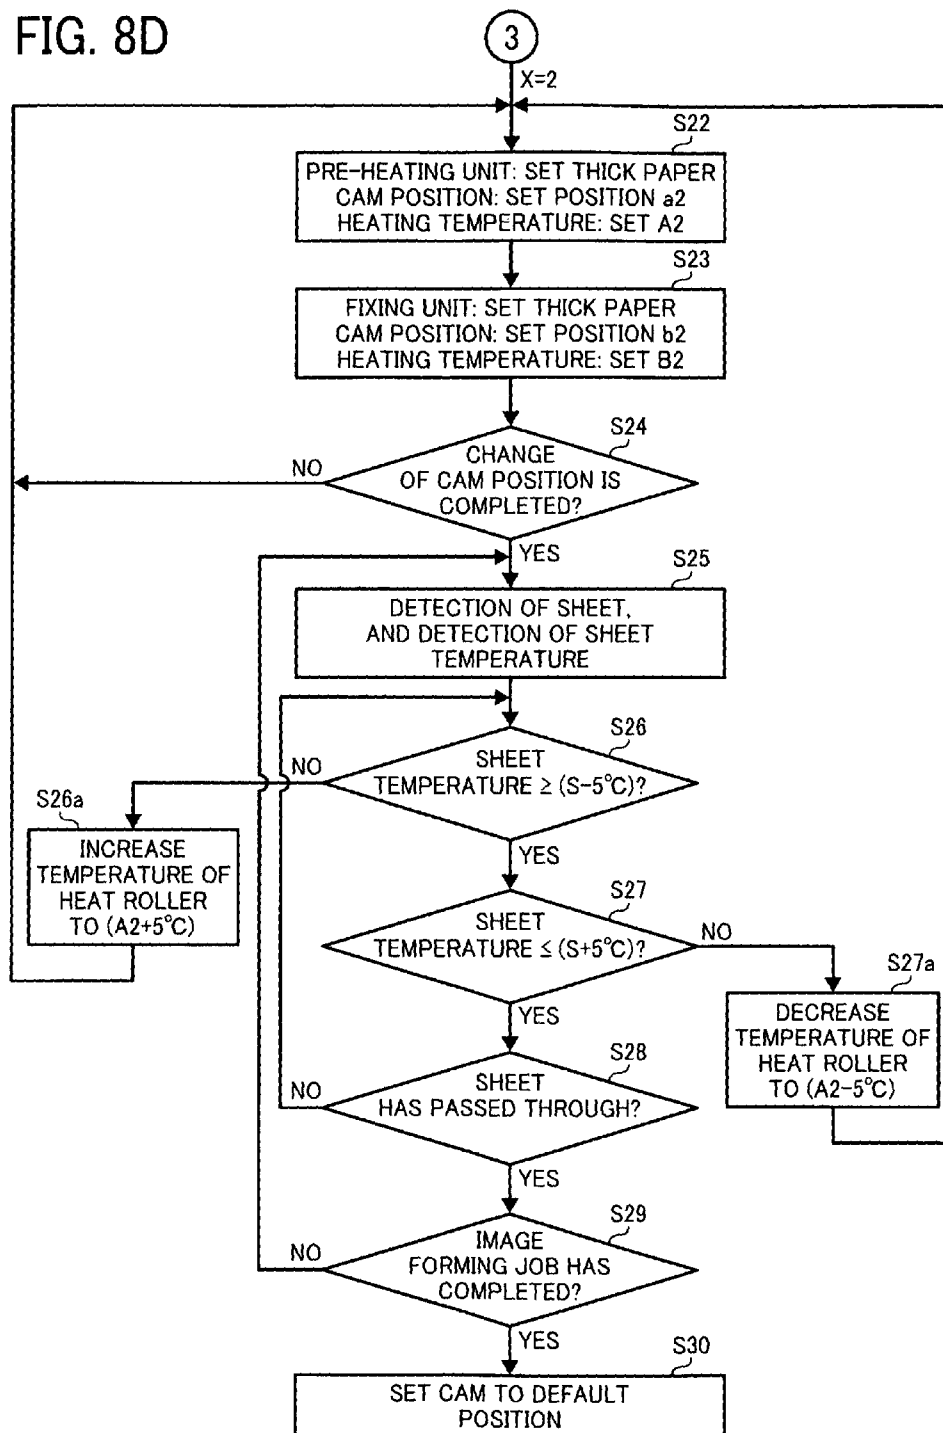 FIG. 8D
3
X=2
S22
PRE-HEATING UNIT: SET THICK PAPER
CAM POSITION: SET POSITION a2
HEATING TEMPERATURE: SET A2
S23
FIXING UNIT: SET THICK PAPER
CAM POSITION: SET POSITION b2
HEATING TEMPERATURE: SET B2
S24
CHANGE
OF CAM POSITION IS
COMPLETED?
NO
YES
S25
DETECTION OF SHEET,
AND DETECTION OF SHEET
TEMPERATURE
S26
SHEET
TEMPERATURE ≥ (S−5°C)?
NO
YES
S26a
INCREASE
TEMPERATURE OF
HEAT ROLLER
TO (A2+5°C)
S27
SHEET
TEMPERATURE ≤ (S+5°C)?
NO
YES
S27a
DECREASE
TEMPERATURE OF
HEAT ROLLER
TO (A2−5°C)
S28
SHEET
HAS PASSED THROUGH?
NO
YES
S29
IMAGE
FORMING JOB HAS
COMPLETED?
NO
YES
S30
SET CAM TO DEFAULT
POSITION